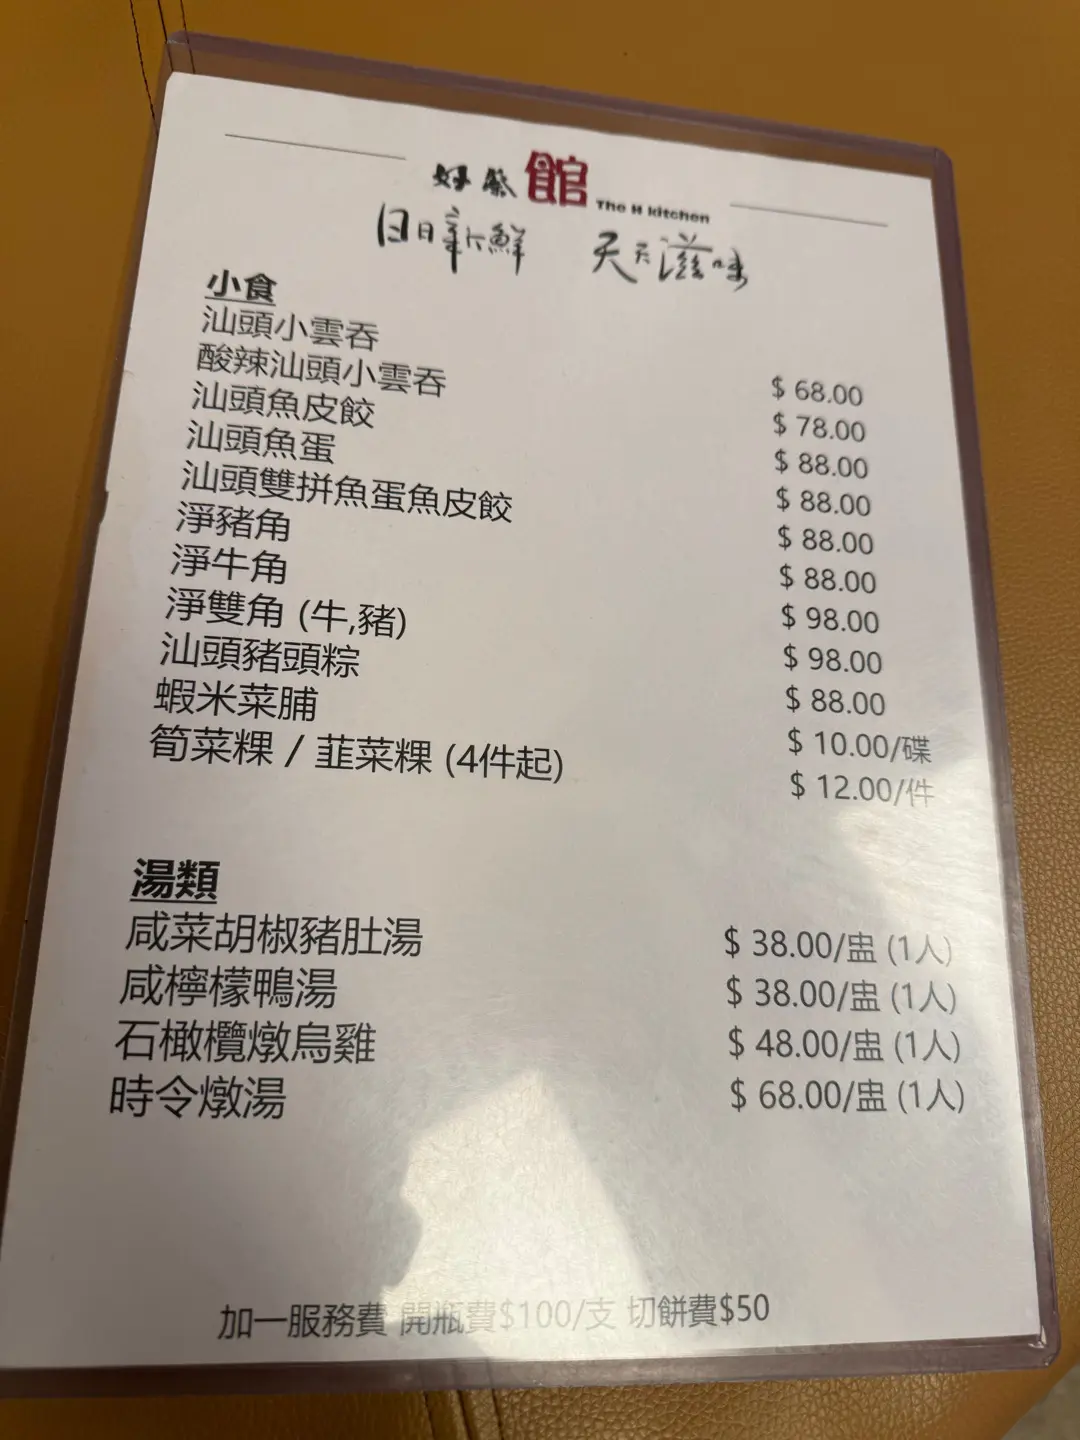 好蔡館 The H kitchen
日日新鮮 天天滋味
小食
汕頭小雲吞 $ 68.00
酸辣汕頭小雲吞 $ 78.00
汕頭魚皮餃 $ 88.00
汕頭魚蛋 $ 88.00
汕頭雙拼魚蛋魚皮餃 $ 88.00
淨豬角 $ 88.00
淨牛角 $ 98.00
淨雙角 (牛,豬) $ 98.00
汕頭豬頭粽 $ 88.00
蝦米菜脯 $ 10.00/碟
筍菜粿 / 韮菜粿 (4件起) $ 12.00/件
湯類
咸菜胡椒豬肚湯 $ 38.00/盅 (1人)
咸檸檬鴨湯 $ 38.00/盅 (1人)
石橄欖燉烏雞 $ 48.00/盅 (1人)
時令燉湯 $ 68.00/盅 (1人)
加一服務費 開瓶費$100/支 切餅費$50